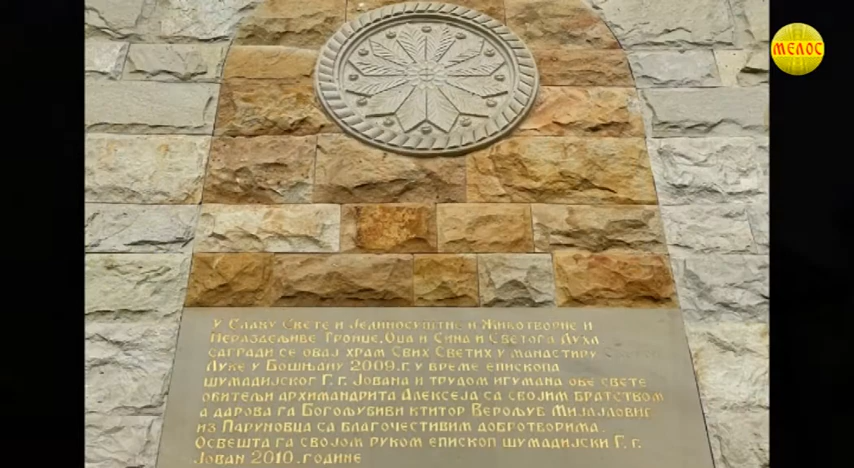 МЕЛОС
У Славу Свете и Јединосуштне и Животворне и
Нераздељиве Тројице, Оца и Сина и Светога Духа
сагради се овај храм Свих Светих у манастиру
Луке у Бошњану 2009.г. у време епископа
шумадијског Г. г. Јована и трудом игумана ове свете
обитељи архимандрита Алексеја са својим братством
а дарова га Богољубиви ктитор Верољуб Мијајловић
из Паруновца са благочестивим добротворима.
Освешта га својом руком епископ шумадијски Г. г.
Јован 2010. године